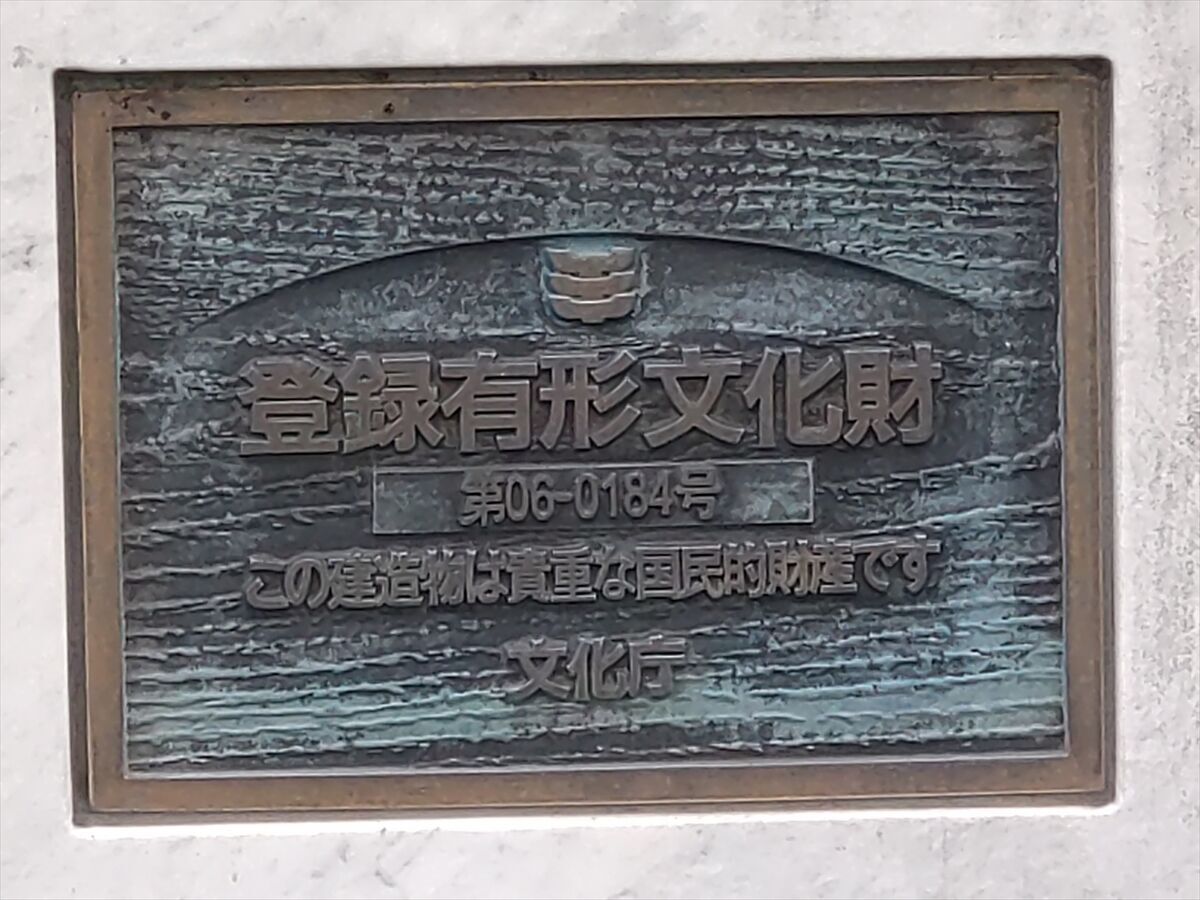 登録有形文化財
第06-0184号
この建造物は貴重な国民的財産です
文化庁